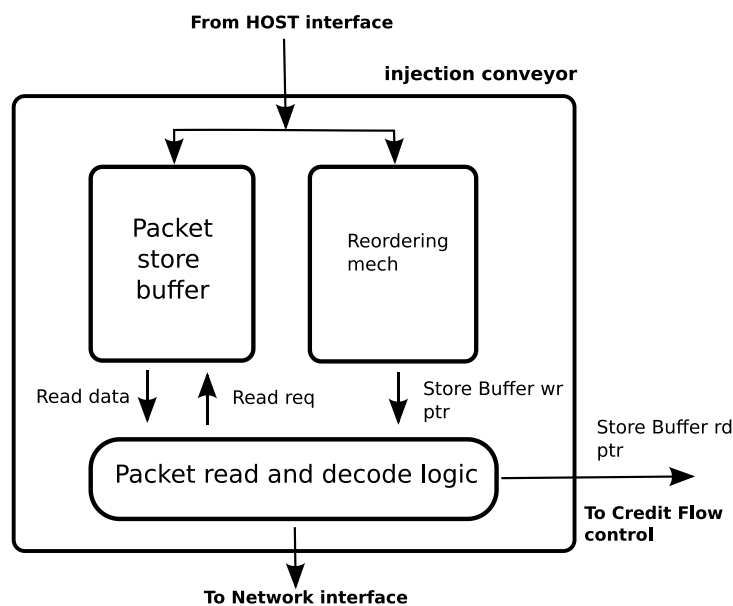 From HOST interface
injection conveyor
Packet
store
buffer
Reordering
mech
Read data
Read req
Store Buffer wr
ptr
Store Buffer rd
ptr
Packet read and decode logic
To Credit Flow
control
To Network interface